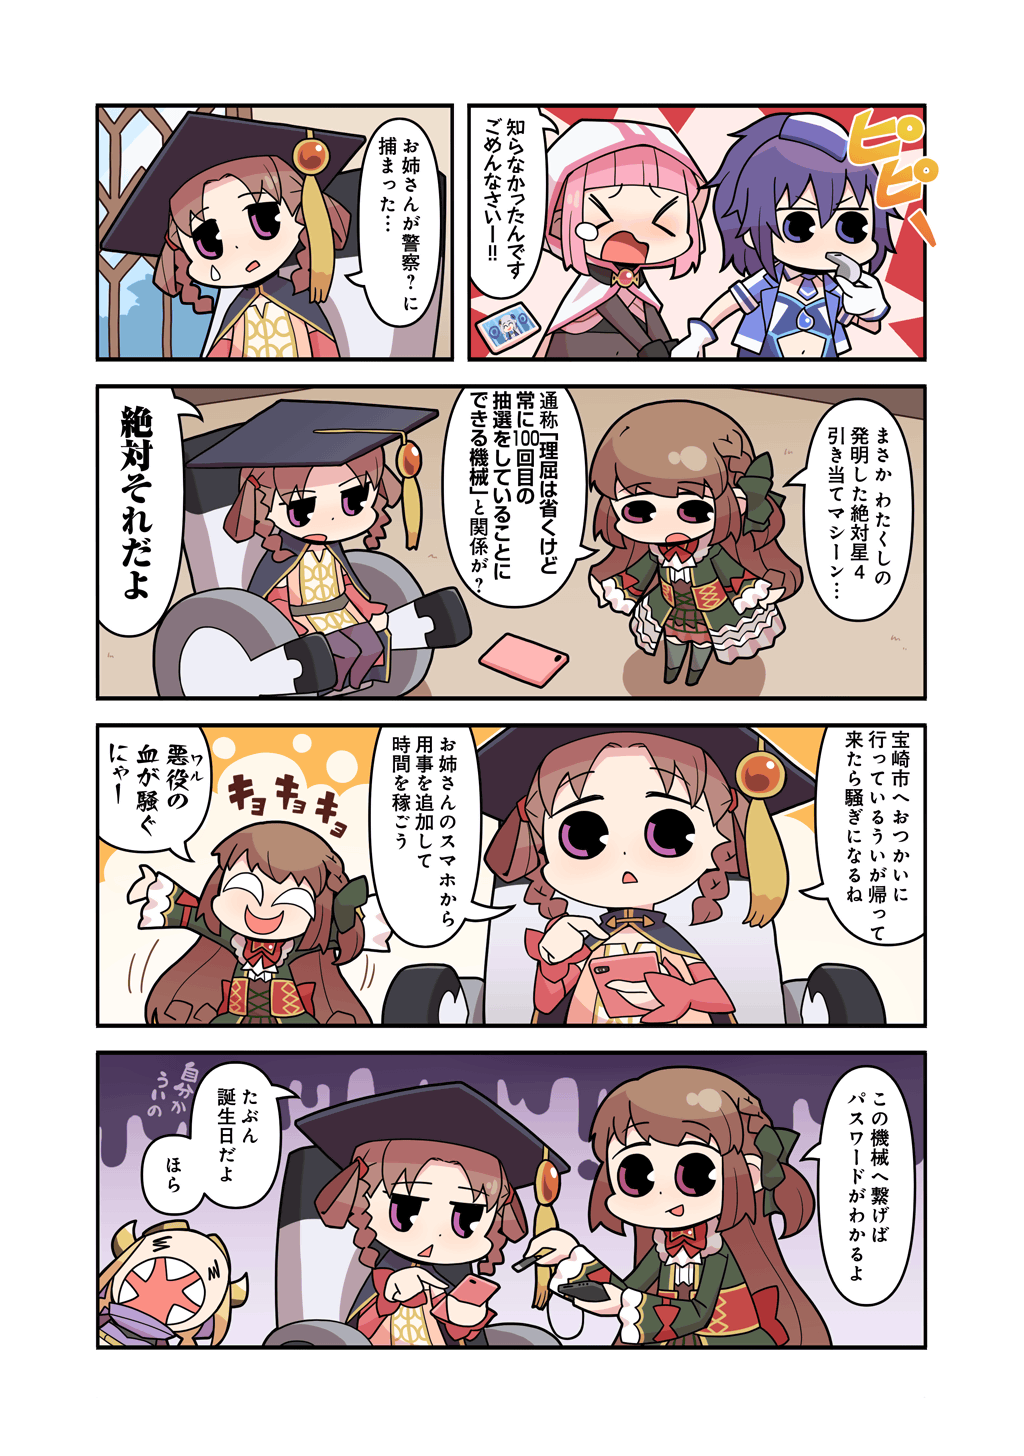 ピピーッ
知らなかったんです
ごめんなさいー!!
お姉さんが警察?に
捕まった…
まさか わたくしの
発明した絶対星4
引き当てマシーン…
通称『理屈は省くけど
常に100回目の
抽選をしていることに
できる機械』と関係が?
絶対それだよ
宝崎市へおつかいに
行っているういが帰って
来たら騒ぎになるね
お姉さんのスマホから
用事を追加して
時間を稼ごう
キョキョキョ
悪役の
ワル
血が騒ぐ
にゃー
この機械へ繋げば
パスワードがわかるよ
たぶん
誕生日だよ
自分か
ういの
ほら